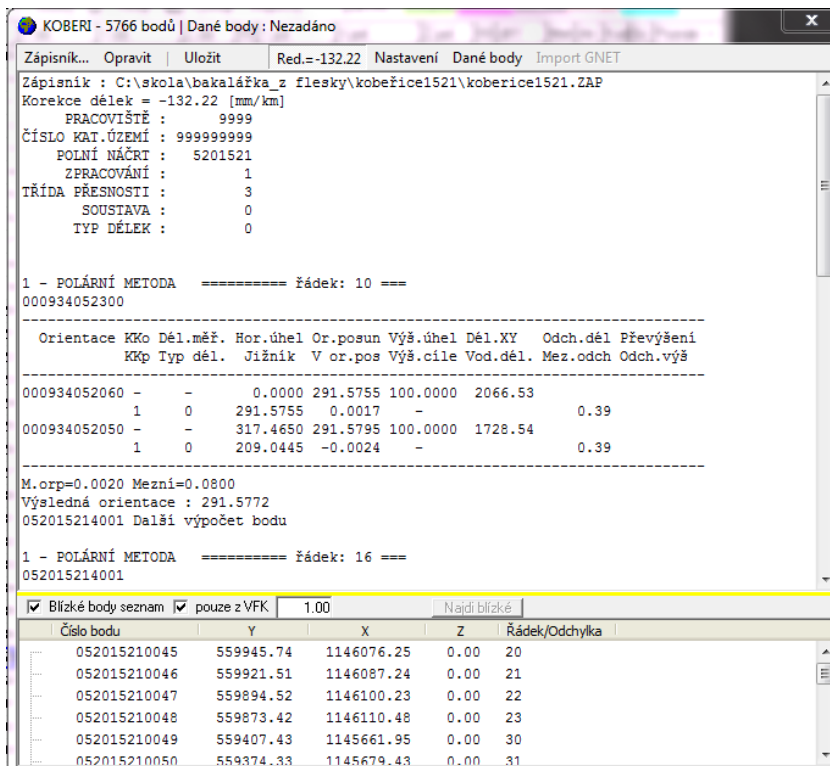 KOBERI - 5766 bodů | Dané body : Nezadáno
x
Zápisník... Opravit | Uložit Red.=-132.22 Nastavení Dané body Import GNET
Zápisník : C:\skola\bakalářka_z flesky\kobeřice1521\koberice1521.ZAP
Korekce délek = -132.22 [mm/km]
PRACOVIŠTĚ : 9999
ČÍSLO KAT.ÚZEMÍ : 999999999
POLNÍ NÁČRT : 5201521
ZPRACOVÁNÍ : 1
TŘÍDA PŘESNOSTI : 3
SOUSTAVA : 0
TYP DÉLEK : 0
1 - POLÁRNÍ METODA ========== řádek: 10 ===
000934052300
--------------------------------------------------------------------------------
Orientace KKo Dél.měř. Hor.úhel Or.posun Výš.úhel Dél.XY Odch.dél Převýšení
KKp Typ dél. Jižník V or.pos Výš.cíle Vod.dél. Mez.odch Odch.výš
--------------------------------------------------------------------------------
000934052060 - - 0.0000 291.5755 100.0000 2066.53
1 0 291.5755 0.0017 - 0.39
000934052050 - - 317.4650 291.5795 100.0000 1728.54
1 0 209.0445 -0.0024 - 0.39
--------------------------------------------------------------------------------
M.orp=0.0020 Mezní=0.0800
Výsledná orientace : 291.5772
052015214001 Další výpočet bodu
1 - POLÁRNÍ METODA ========== řádek: 16 ===
052015214001
Blízké body seznam pouze z VFK 1.00 Najdi blízké
Číslo bodu Y X Z Řádek/Odchylka
052015210045 559945.74 1146076.25 0.00 20
052015210046 559921.51 1146087.24 0.00 21
052015210047 559894.52 1146100.23 0.00 22
052015210048 559873.42 1146110.48 0.00 23
052015210049 559407.43 1145661.95 0.00 30
052015210050 559374.33 1145679.43 0.00 31